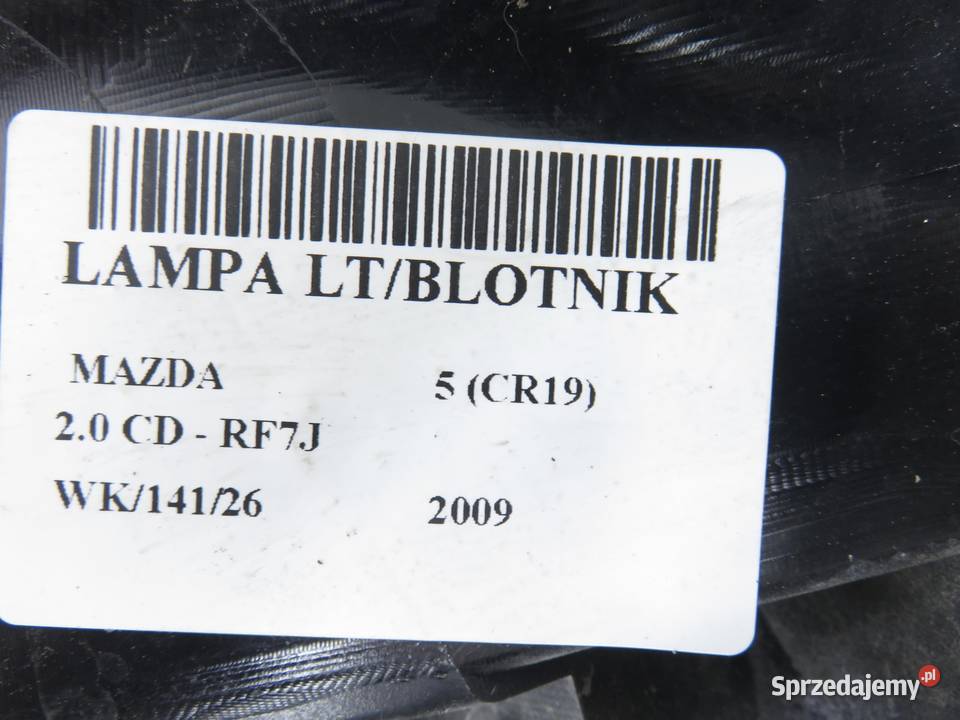 LAMPA LT/BLOTNIK
MAZDA 5 (CR19)
2.0 CD - RF7J
WK/141/26 2009
Sprzedajemy.pl